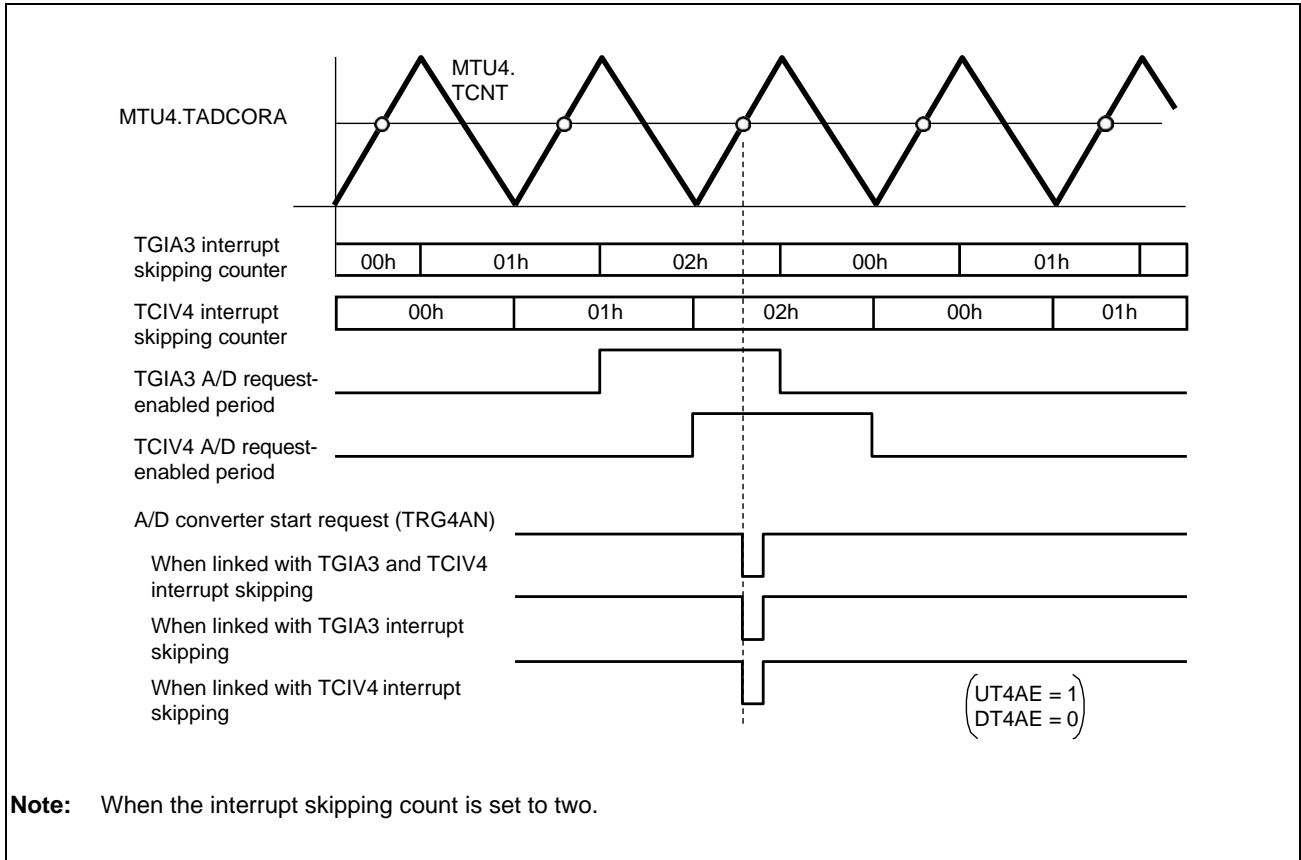 MTU4.
TCNT
MTU4.TADCORA
TGIA3 interrupt
skipping counter
00h 01h 02h 00h 01h
TCIV4 interrupt
skipping counter
00h 01h 02h 00h 01h
TGIA3 A/D request-
enabled period
TCIV4 A/D request-
enabled period
A/D converter start request (TRG4AN)
When linked with TGIA3 and TCIV4
interrupt skipping
When linked with TGIA3 interrupt
skipping
When linked with TCIV4 interrupt
skipping
UT4AE = 1
DT4AE = 0
Note: When the interrupt skipping count is set to two.